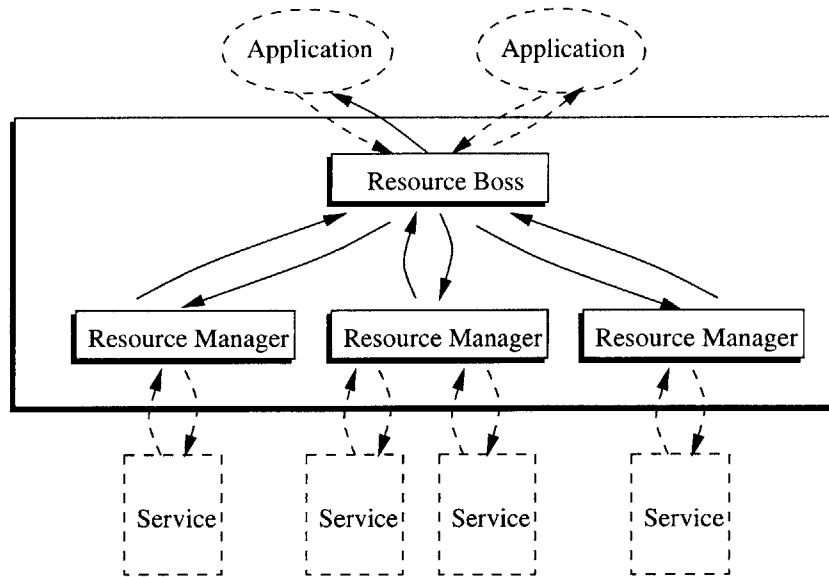 Application
Application
Resource Boss
Resource Manager
Resource Manager
Resource Manager
Service
Service
Service
Service